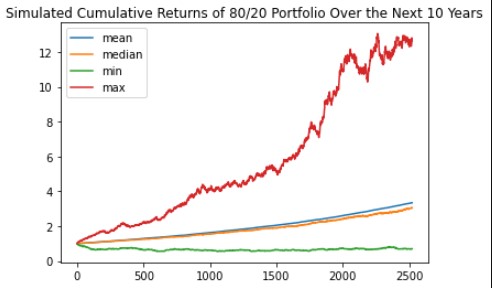 Simulated Cumulative Returns of 80/20 Portfolio Over the Next 10 Years
mean
median
min
max
12
10
8
6
4
2
0
0 500 1000 1500 2000 2500